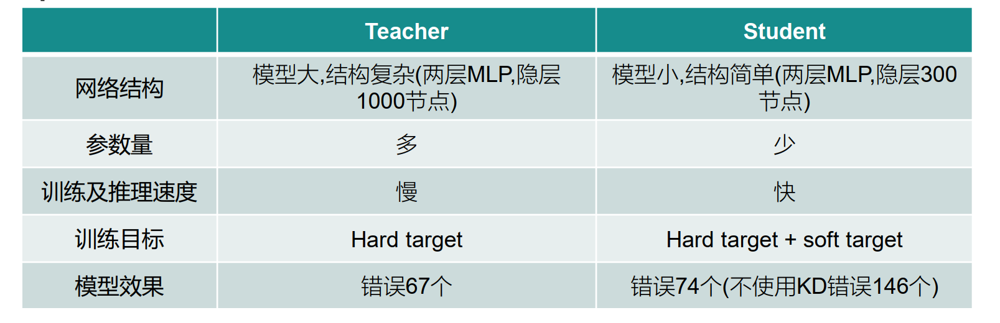 Teacher
Student
网络结构
模型大,结构复杂(两层MLP,隐层
1000节点)
模型小,结构简单(两层MLP,隐层300
节点)
参数量
多
少
训练及推理速度
慢
快
训练目标
Hard target
Hard target + soft target
模型效果
错误67个
错误74个(不使用KD错误146个)